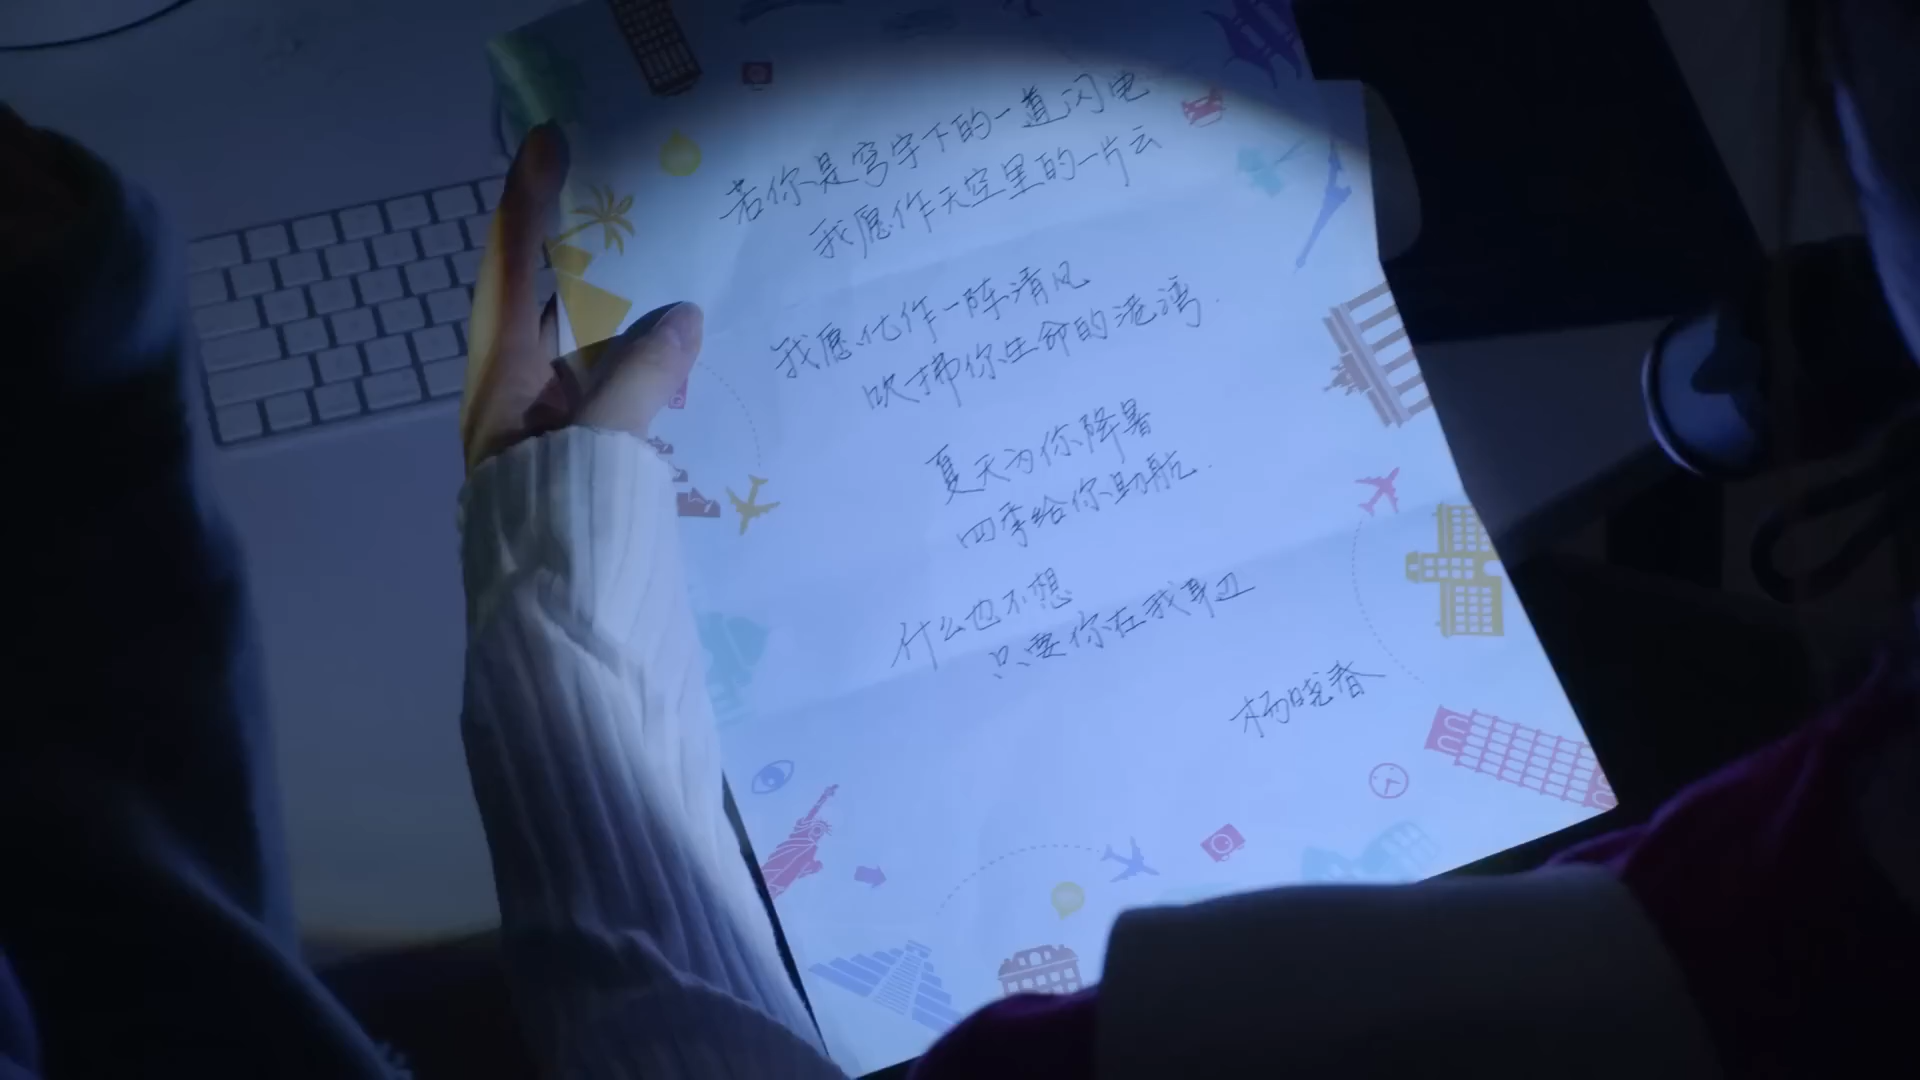 若你是穹宇下的一道闪电
我愿作天空里的一片云
我愿化作一阵清风
吹拂你生命的港湾.
夏天为你降暑
四季给你助航.
什么也不想
只要你在我身边
杨晓春